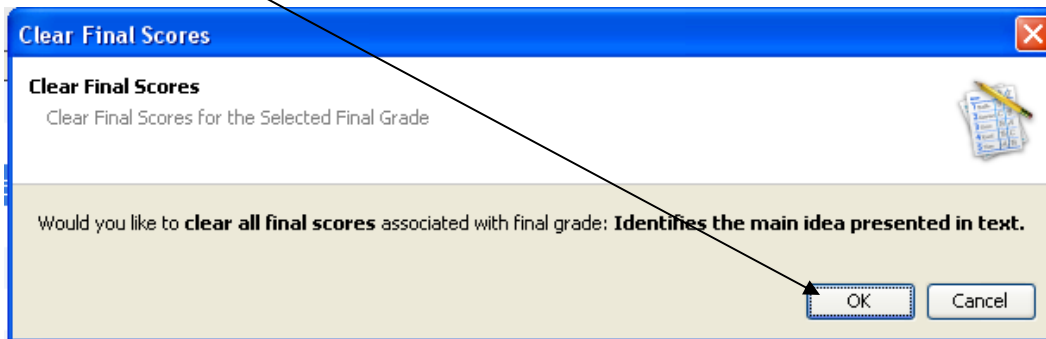 Clear Final Scores
Clear Final Scores
Clear Final Scores for the Selected Final Grade
Would you like to clear all final scores associated with final grade: Identifies the main idea presented in text.
OK Cancel